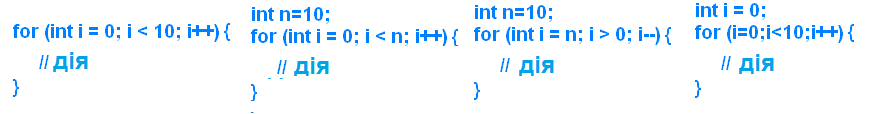 for (int i = 0; i < 10; i++) {
// дія
}
int n=10;
for (int i = 0; i < n; i++) {
// дія
}
int n=10;
for (int i = n; i > 0; i--) {
// дія
}
int i = 0;
for (i=0;i<10;i++) {
// дія
}